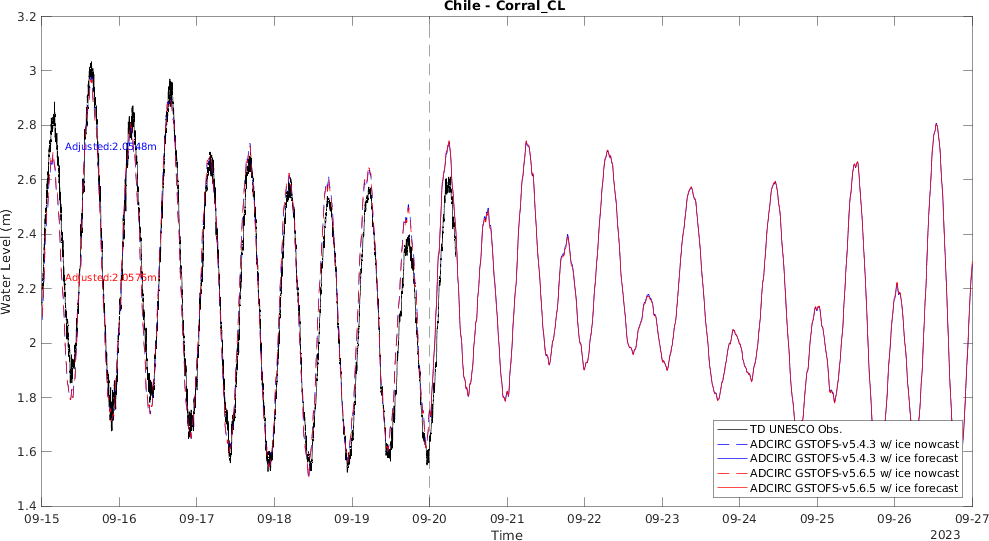 Chile - Corral_CL
3.2
3
2.8
2.6
2.4
2.2
2
1.8
1.6
1.4
Water Level (m)
Adjusted:2.0548m
Adjusted:2.0573m
TD UNESCO Obs.
ADCIRC GSTOFS-v5.4.3 w/ ice nowcast
ADCIRC GSTOFS-v5.4.3 w/ ice forecast
ADCIRC GSTOFS-v5.6.5 w/ ice nowcast
ADCIRC GSTOFS-v5.6.5 w/ ice forecast
09-15 09-16 09-17 09-18 09-19 09-20 09-21 09-22 09-23 09-24 09-25 09-26 09-27
Time
2023